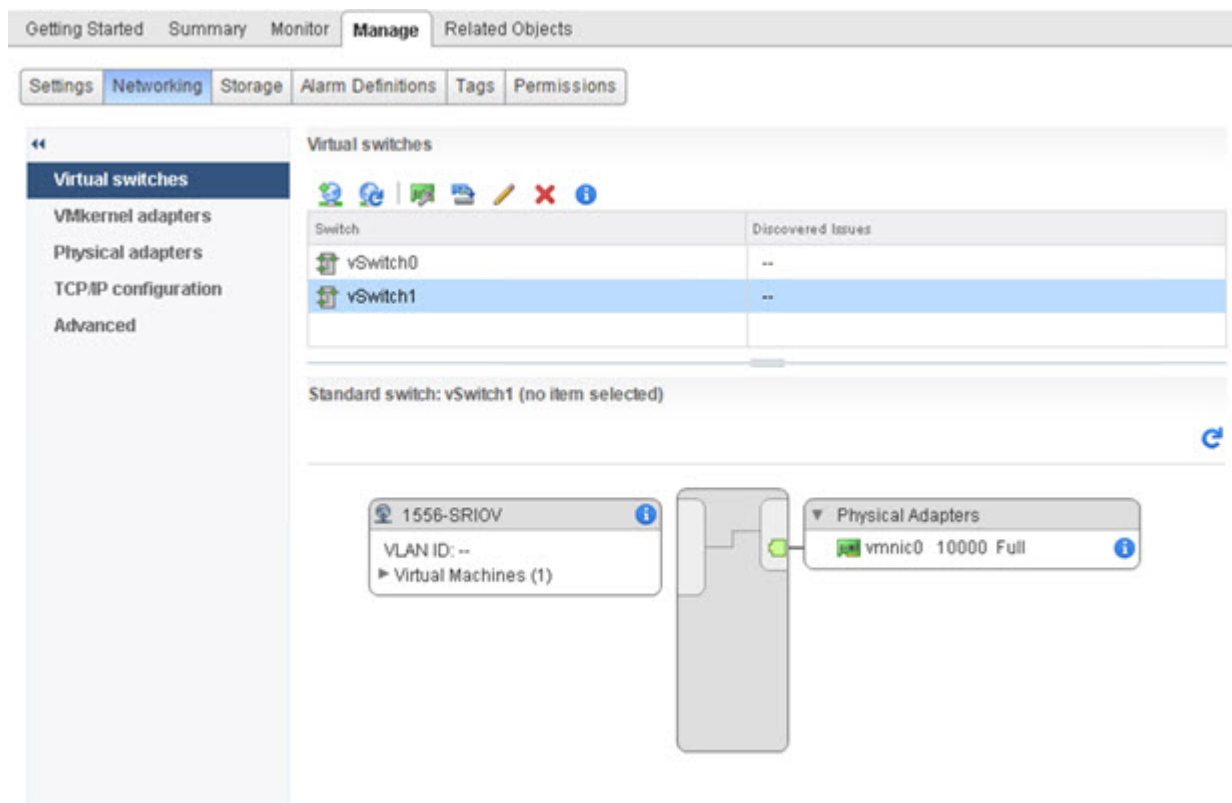 Getting Started Summary Monitor Manage Related Objects
Settings Networking Storage Alarm Definitions Tags Permissions
Virtual switches
VMkernel adapters
Physical adapters
TCP/IP configuration
Advanced
Virtual switches
Switch Discovered Issues
vSwitch0 --
vSwitch1 --
Standard switch: vSwitch1 (no item selected)
1556-SRIOV
VLAN ID: --
Virtual Machines (1)
Physical Adapters
vmnic0 10000 Full